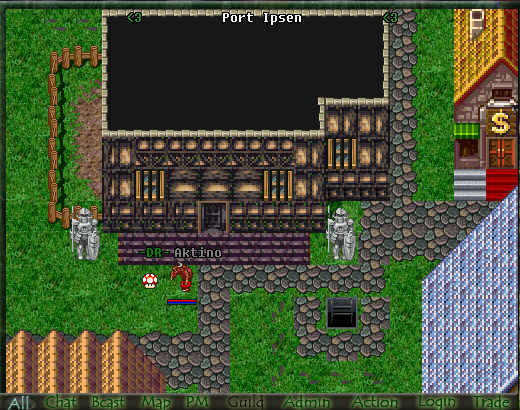 <3 Port Ipsen <3
$
-DR- Aktino
All Chat Beast Map PM Guild Admin Action Login Trade